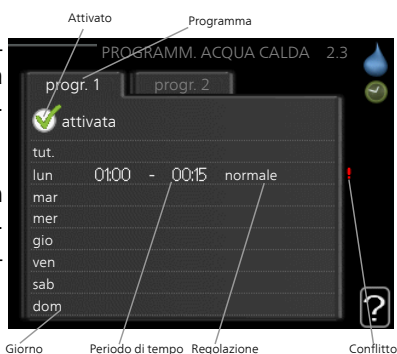 Attivato
Programma
PROGRAMM. ACQUA CALDA 2.3
progr. 1
progr. 2
attivata
tut.
lun 01:00 - 00:15 normale !
mar
mer
gio
ven
sab
dom
?
Giorno
Periodo di tempo
Regolazione
Conflitto